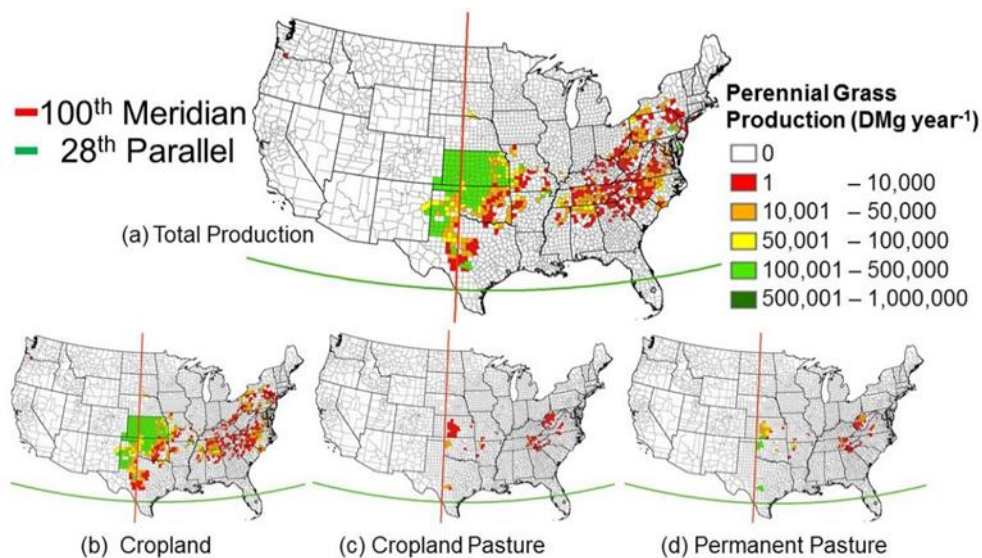 100th Meridian
28th Parallel
Perennial Grass
Production (DMg year-1)
0
1 – 10,000
10,001 – 50,000
50,001 – 100,000
100,001 – 500,000
500,001 – 1,000,000
(a) Total Production
(b) Cropland
(c) Cropland Pasture
(d) Permanent Pasture